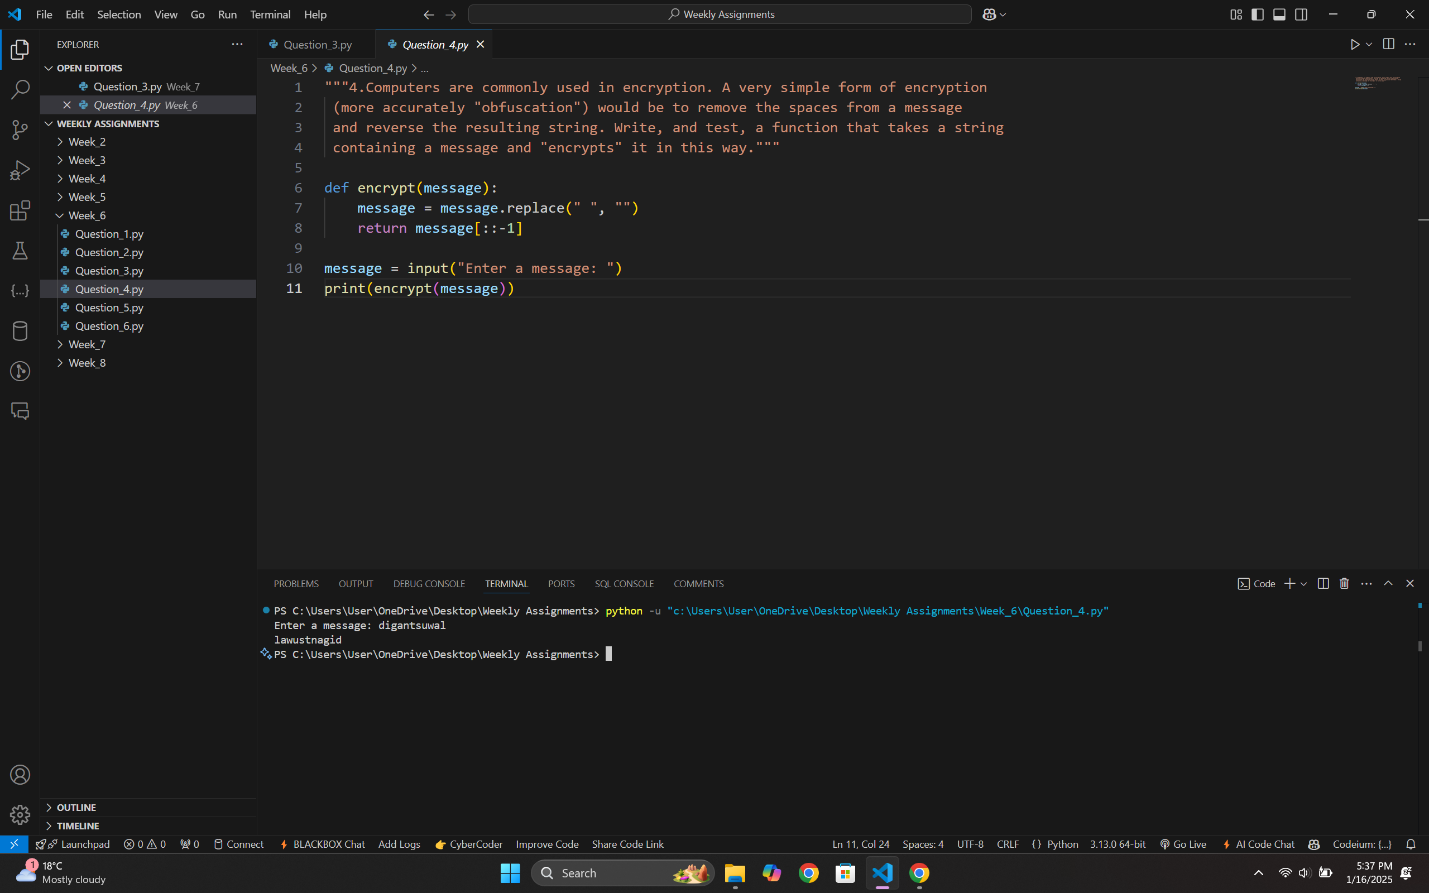 File Edit Selection View Go Run Terminal Help
Weekly Assignments
EXPLORER
OPEN EDITORS
Question_3.py Week_7
Question_4.py Week_6
WEEKLY ASSIGNMENTS
Week_2
Week_3
Week_4
Week_5
Week_6
Question_1.py
Question_2.py
Question_3.py
Question_4.py
Question_5.py
Question_6.py
Week_7
Week_8
OUTLINE
TIMELINE
Question_3.py Question_4.py
Week_6 > Question_4.py > ...
1 """4.Computers are commonly used in encryption. A very simple form of encryption
2 (more accurately "obfuscation") would be to remove the spaces from a message
3 and reverse the resulting string. Write, and test, a function that takes a string
4 containing a message and "encrypts" it in this way."""
5
6 def encrypt(message):
7 message = message.replace(" ", "")
8 return message[::-1]
9
10 message = input("Enter a message: ")
11 print(encrypt(message))
PROBLEMS OUTPUT DEBUG CONSOLE TERMINAL PORTS SQL CONSOLE COMMENTS
Code
PS C:\Users\User\OneDrive\Desktop\Weekly Assignments> python -u "c:\Users\User\OneDrive\Desktop\Weekly Assignments\Week_6\Question_4.py"
Enter a message: digantsuwal
lawustnagid
PS C:\Users\User\OneDrive\Desktop\Weekly Assignments>
Launchpad 0 0 0 Connect BLACKBOX Chat Add Logs CyberCoder Improve Code Share Code Link Ln 11, Col 24 Spaces: 4 UTF-8 CRLF {} Python 3.13.0 64-bit Go Live AI Code Chat Codeium: {...}
1
18°C
Mostly cloudy
Search
5:37 PM
1/16/2025